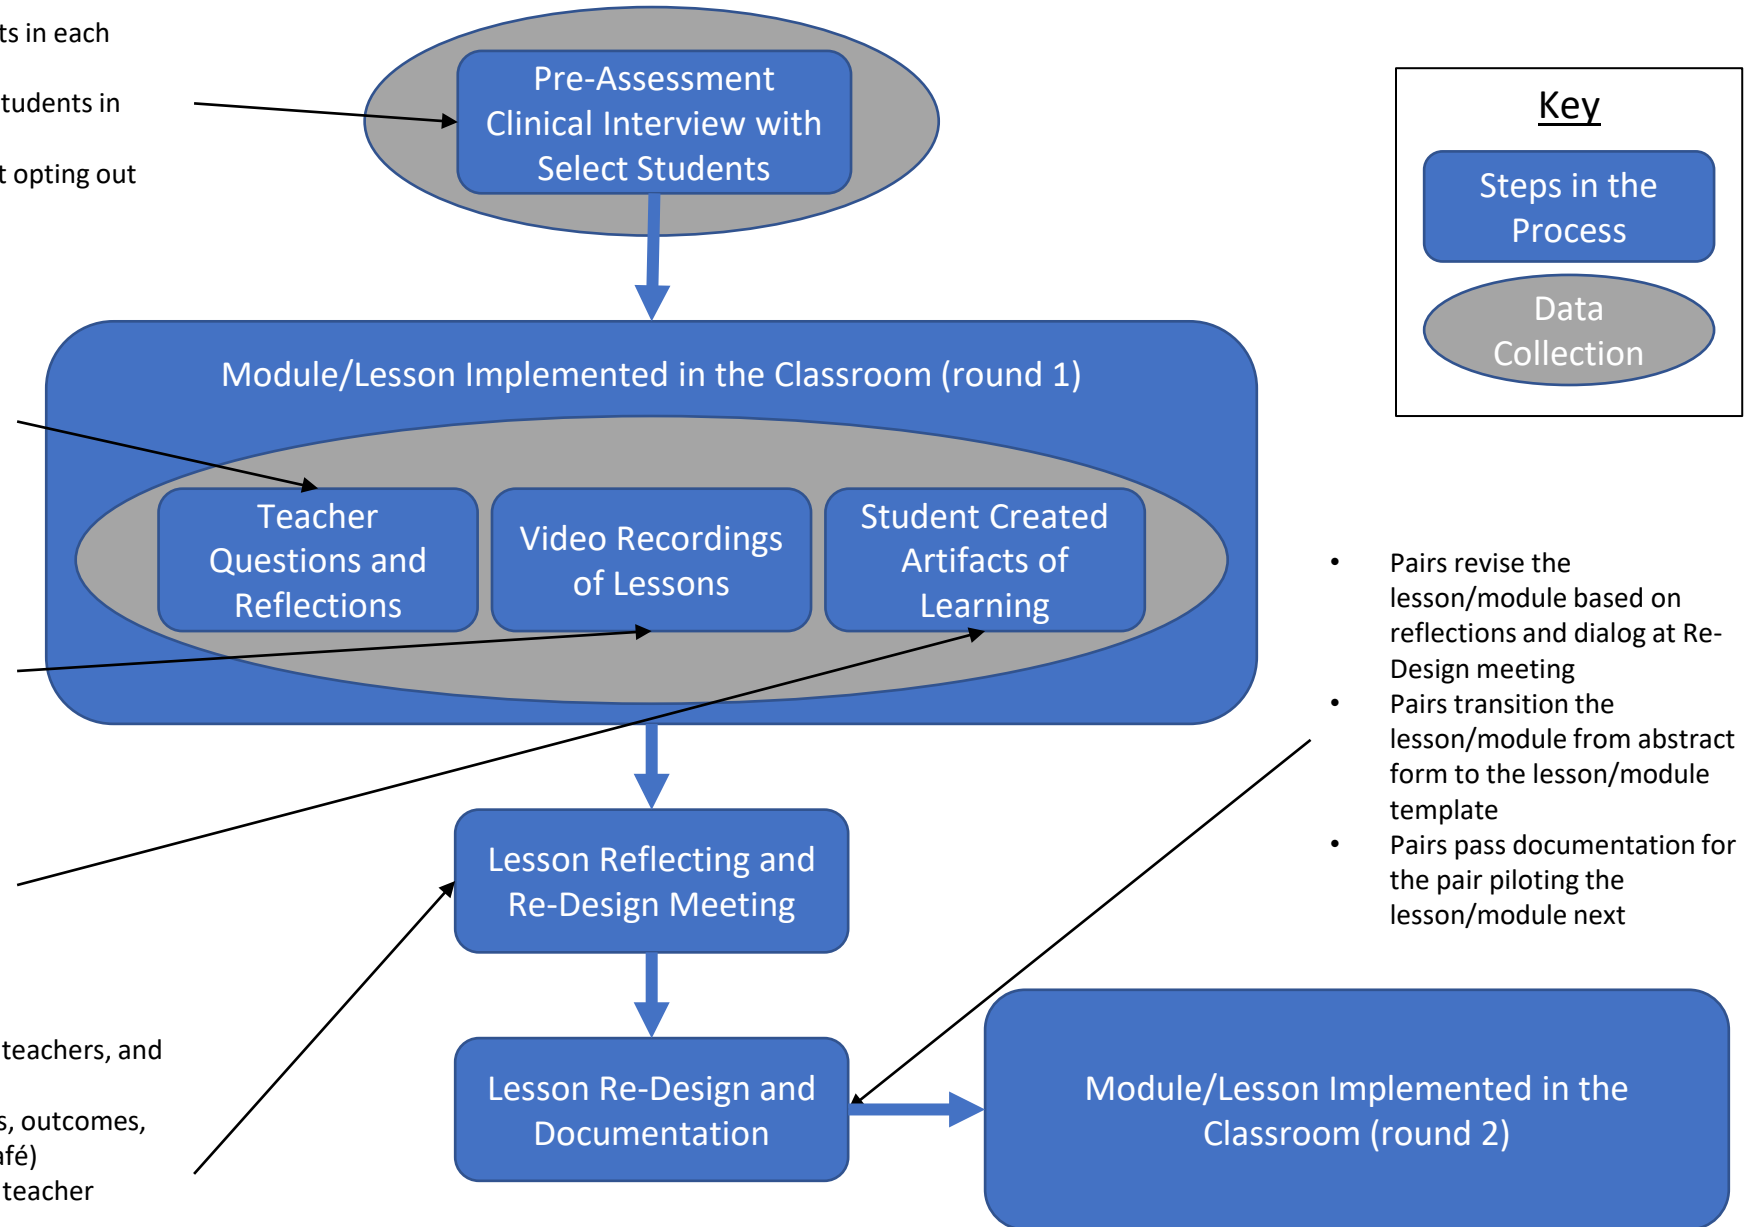 ts in each
tudents in
t opting out
Pre-Assessment
Clinical Interview with
Select Students
Key
Steps in the
Process
Data
Collection
Module/Lesson Implemented in the Classroom (round 1)
Teacher
Questions and
Reflections
Video Recordings
of Lessons
Student Created
Artifacts of
Learning
• Pairs revise the
lesson/module based on
reflections and dialog at Re-
Design meeting
• Pairs transition the
lesson/module from abstract
form to the lesson/module
template
• Pairs pass documentation for
the pair piloting the
lesson/module next
Lesson Reflecting and
Re-Design Meeting
teachers, and
s, outcomes,
afé)
teacher
Lesson Re-Design and
Documentation
Module/Lesson Implemented in the
Classroom (round 2)